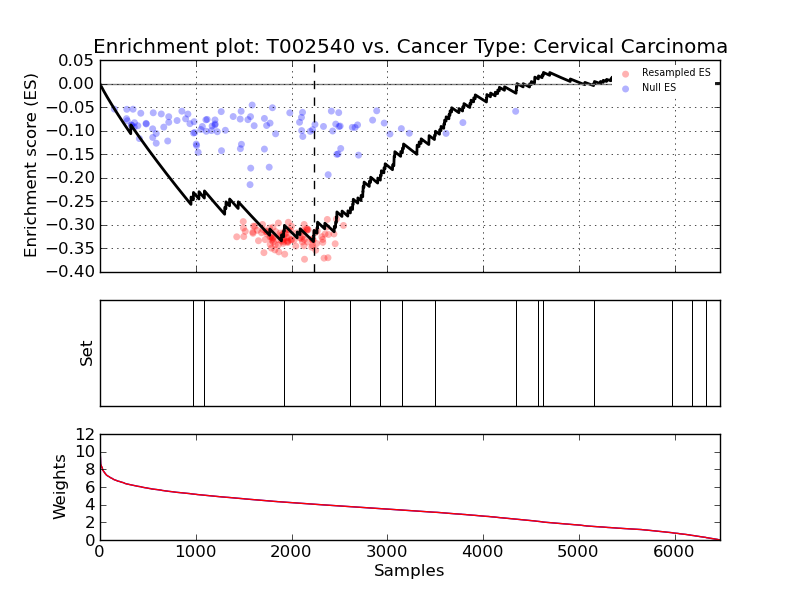 Enrichment plot: T002540 vs. Cancer Type: Cervical Carcinoma
Enrichment score (ES)
0.05
0.00
−0.05
−0.10
−0.15
−0.20
−0.25
−0.30
−0.35
−0.40
Resampled ES
Null ES
Set
Weights
12
10
8
6
4
2
0
0 1000 2000 3000 4000 5000 6000
Samples